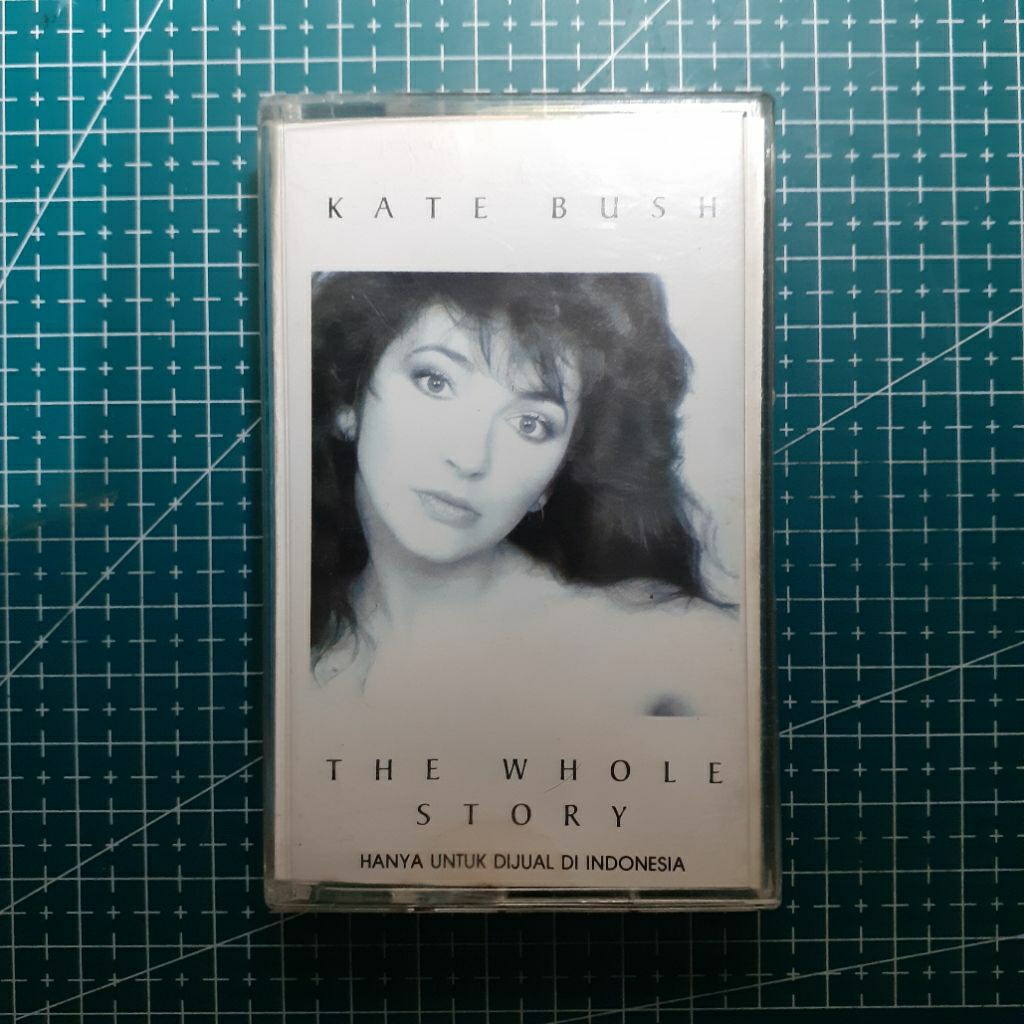 KATE BUSH
THE WHOLE
STORY
HANYA UNTUK DIJUAL DI INDONESIA